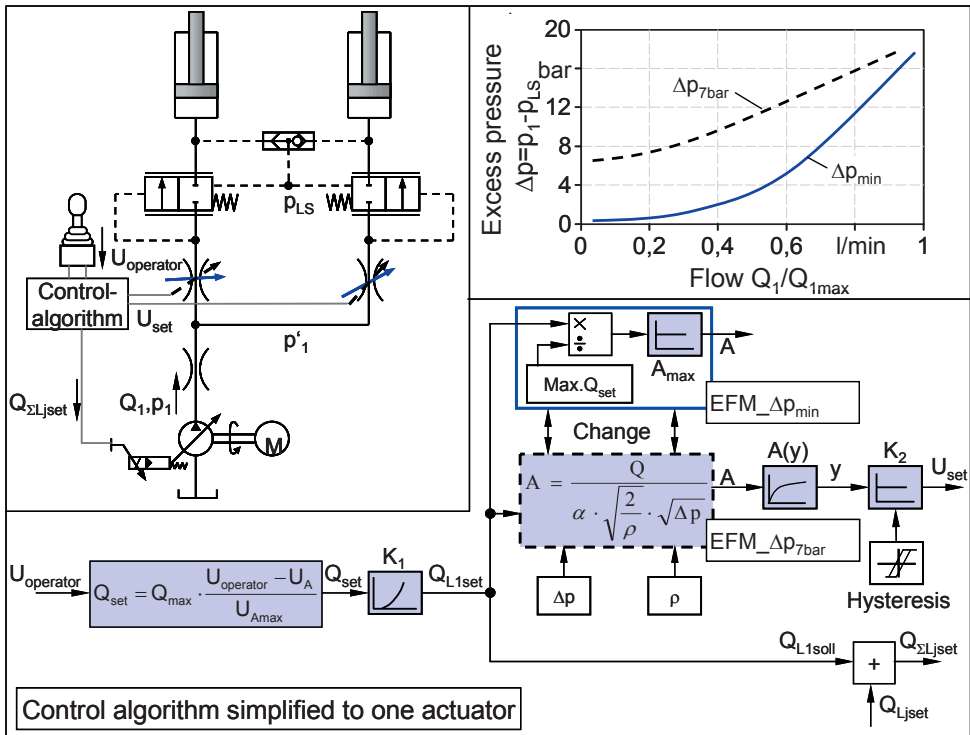 U_operator
Control-
algorithm
U_set
p_LS
p'_1
Q_ΣLjset
Q_1,p_1
M
Excess pressure
Δp=p_1-p_LS
bar
20
12
8
4
0
Δp_7bar
Δp_min
0 0,2 0,4 0,6 l/min 1
Flow Q_1/Q_1max
×
÷
Max.Q_set
A_max
A
EFM_Δp_min
Change
A = Q / (α · √(2/ρ) · √Δp)
A
A(y)
y
K_2
U_set
EFM_Δp_7bar
Δp
ρ
Hysteresis
U_operator
Q_set = Q_max · (U_operator – U_A) / U_Amax
Q_set
K_1
Q_L1set
Q_L1soll
+
Q_ΣLjset
Q_Ljset
Control algorithm simplified to one actuator